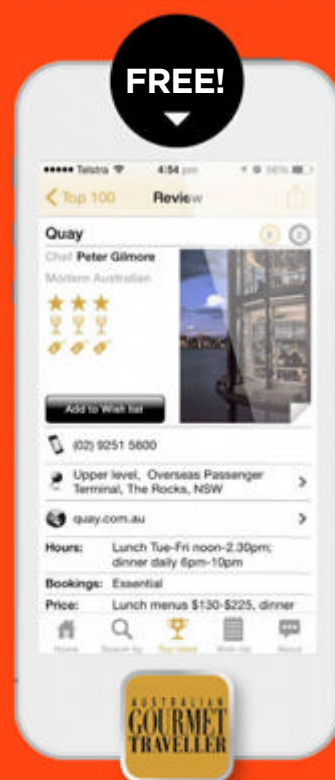 FREE!
Telstra 4:54 pm 56%
Top 100 Review
Quay
Chef Peter Gilmore
Modern Australian
Add to Wish list
(02) 9251 5600
Upper level, Overseas Passenger
Terminal, The Rocks, NSW
quay.com.au
Hours: Lunch Tue-Fri noon-2.30pm;
dinner daily 6pm-10pm
Bookings: Essential
Price: Lunch menus $130-$225, dinner
Home Search by Top rated Wish list About
AUSTRALIAN
GOURMET
TRAVELLER